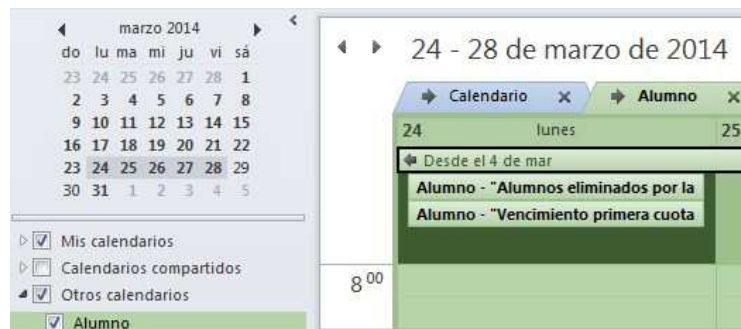 marzo 2014
do lu ma mi ju vi sá
23 24 25 26 27 28 1
2 3 4 5 6 7 8
9 10 11 12 13 14 15
16 17 18 19 20 21 22
23 24 25 26 27 28 29
30 31 1 2 3 4 5
Mis calendarios
Calendarios compartidos
Otros calendarios
Alumno
24 - 28 de marzo de 2014
Calendario Alumno
24 lunes 25
Desde el 4 de mar
Alumno - "Alumnos eliminados por la
Alumno - "Vencimiento primera cuota
8 00